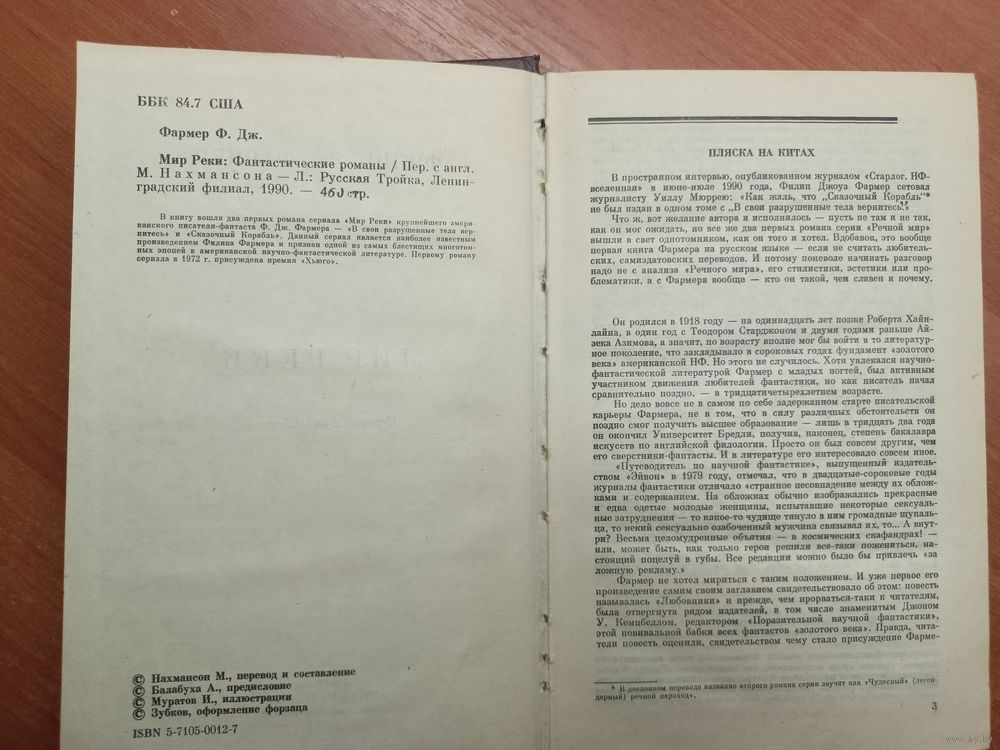 ББК 84.7 США
Фармер Ф. Дж.
Мир Реки: Фантастические романы / Пер. с англ.
М. Нахмансона — Л.: Русская Тройка, Ленин-
градский филиал, 1990. — 460 стр.
В книгу вошли два первых романа сериала «Мир Реки» крупнейшего амери-
канского писателя-фантаста Ф. Дж. Фармера — «В свои разрушенные тела вер-
нитесь» и «Сказочный Корабль». Данный сериал является наиболее известным
произведением Филипа Фармера и признан одной из самых блестящих многотом-
ных эпопей в американской научно-фантастической литературе. Первому роману
сериала в 1972 г. присуждена премия «Хьюго».
© Нахмансон М., перевод и составление
© Балабуха А., предисловие
© Муратов И., иллюстрации
© Зубков, оформление форзаца
ISBN 5-7105-0012-7
ПЛЯСКА НА КИТАХ
В пространном интервью, опубликованном журналом «Старлог. НФ-
вселенная» в июне-июле 1990 года, Филип Джоуз Фармер сетовал
журналисту Уиллу Мюррею: «Как жаль, что „Сказочный Корабль"*
не был издан в одном томе с „В свои разрушенные тела вернитесь"!»
Что ж, вот желание автора и исполнилось — пусть не там и не так,
как он мог ожидать, но все же два первых романа серии «Речной мир»
вышли в свет однотомником, как он того и хотел. Вдобавок, это вообще
первая книга Фармера на русском языке — если не считать любитель-
ских, самиздатовских переводов. И потому поневоле начинать разговор
надо не с анализа «Речного мира», его стилистики, эстетики или про-
блематики, а с Фармера вообще — кто он такой, чем славен и почему.
Он родился в 1918 году — на одиннадцать лет позже Роберта Хайн-
лайна, в один год с Теодором Старджоном и двумя годами раньше Ай-
зека Азимова, а значит, по возрасту вполне мог бы войти в то литератур-
ное поколение, что закладывало в сороковых годах фундамент «золотого
века» американской НФ. Но этого не случилось. Хотя увлекался научно-
фантастической литературой Фармер с младых ногтей, был активным
участником движения любителей фантастики, но как писатель начал
сравнительно поздно, — в тридцатичетырехлетнем возрасте.
Но дело вовсе не в самом по себе задержанном старте писательской
карьеры Фармера, не в том, что в силу различных обстоятельств он
поздно смог получить высшее образование — лишь в тридцать два года
он окончил Университет Бредли, получив, наконец, степень бакалавра
искусств по английской филологии. Просто он был совсем другим, чем
его сверстники-фантасты. И в литературе его интересовало совсем иное.
«Путеводитель по научной фантастике», выпущенный издатель-
ством «Эйвон» в 1979 году, отмечал, что в двадцатые-сороковые годы
журналы фантастики отличало «странное несовпадение между их облож-
ками и содержанием. На обложках обычно изображались прекрасные
и едва одетые молодые женщины, испытавшие некоторые сексуаль-
ные затруднения — то какое-то чудище тянуло в ним громадные щупаль-
ца, то некий сексуально озабоченный мужчина связывал их, то... А внут-
ри? Весьма целомудренные объятия — в космических скафандрах! —
или, может быть, как только герои решили все-таки пожениться, на-
стоящий поцелуй в губы. Все редакции можно было бы привлечь «за
ложную рекламу.»
Фармер не хотел мириться с таким положением. И уже первое его
произведение самим своим заглавием свидетельствовало об этом: повесть
называлась «Любовники» и прежде, чем прорваться-таки к читателям,
была отвергнута рядом издателей, в том числе знаменитым Джоном
У. Кемпбеллом, редактором «Поразительной научной фантастики»,
этой повивальной бабки всех фантастов «золотого века». Правда, чита-
тели повесть оценили, свидетельством чему стало присуждение Фарме-
* В дословном переводе название второго романа серии звучит как «Чудесный» (леген-
дарный) речной пароход».
3
www.ay.by